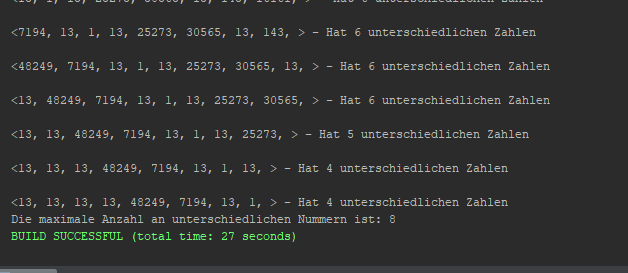 <7194, 13, 1, 13, 25273, 30565, 13, 143, > - Hat 6 unterschiedlichen Zahlen
<48249, 7194, 13, 1, 13, 25273, 30565, 13, > - Hat 6 unterschiedlichen Zahlen
<13, 48249, 7194, 13, 1, 13, 25273, 30565, > - Hat 6 unterschiedlichen Zahlen
<13, 13, 48249, 7194, 13, 1, 13, 25273, > - Hat 5 unterschiedlichen Zahlen
<13, 13, 13, 48249, 7194, 13, 1, 13, > - Hat 4 unterschiedlichen Zahlen
<13, 13, 13, 13, 48249, 7194, 13, 1, > - Hat 4 unterschiedlichen Zahlen
Die maximale Anzahl an unterschiedlichen Nummern ist: 8
BUILD SUCCESSFUL (total time: 27 seconds)